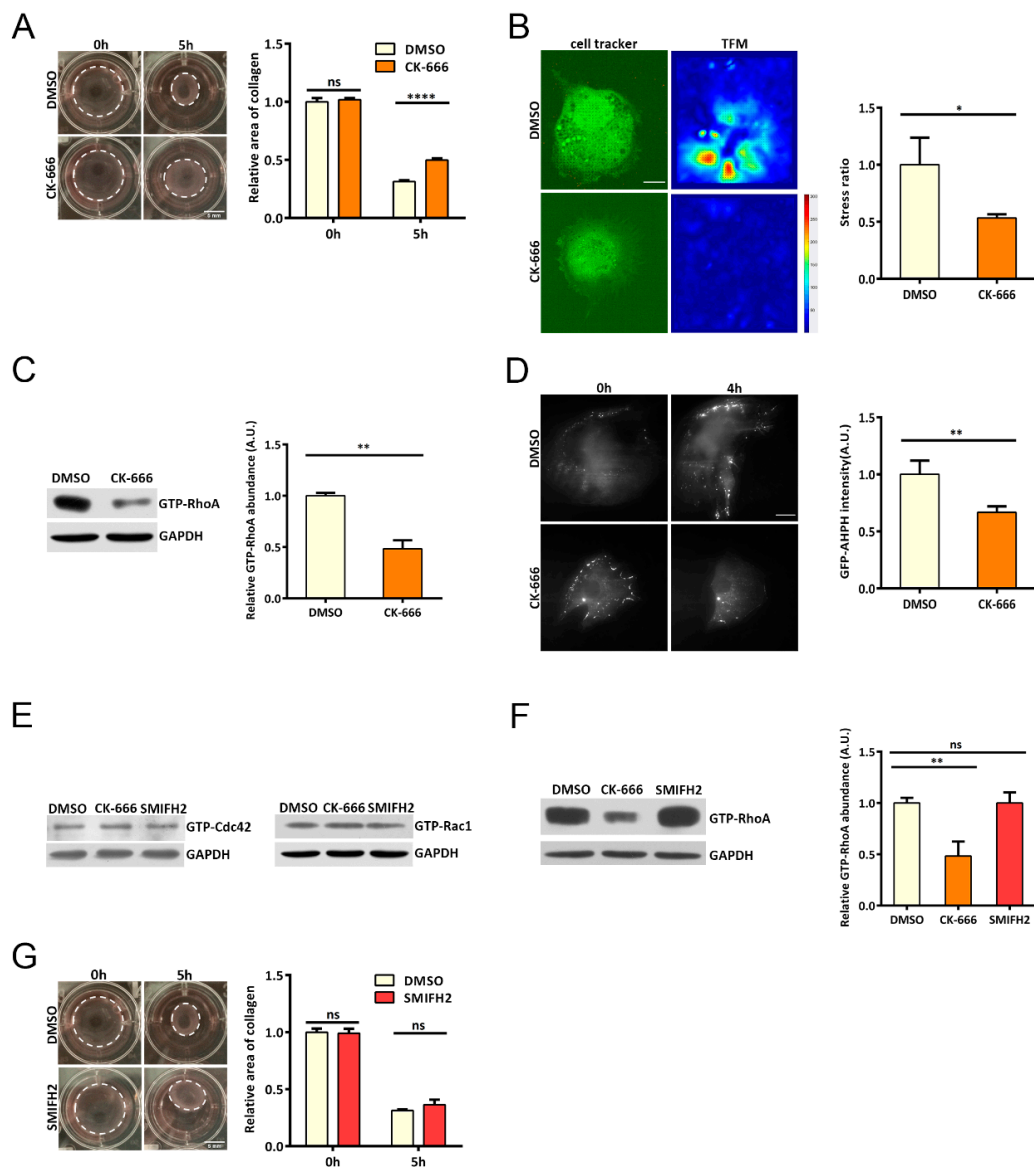 A
0h
5h
DMSO
CK-666
5 mm
Relative area of collagen
1.5
1.0
0.5
0.0
DMSO
CK-666
ns
****
0h
5h
B
cell tracker
TFM
DMSO
CK-666
Stress ratio
1.5
1.0
0.5
0.0
*
DMSO
CK-666
C
DMSO CK-666
GTP-RhoA
GAPDH
Relative GTP-RhoA abundance (A.U.)
1.5
1.0
0.5
0.0
**
DMSO
CK-666
D
0h
4h
DMSO
CK-666
GFP-AHPH intensity(A.U.)
1.5
1.0
0.5
0.0
**
DMSO
CK-666
E
DMSO CK-666 SMIFH2
GTP-Cdc42
GAPDH
DMSO CK-666 SMIFH2
GTP-Rac1
GAPDH
F
DMSO CK-666 SMIFH2
GTP-RhoA
GAPDH
Relative GTP-RhoA abundance (A.U.)
1.5
1.0
0.5
0.0
ns
**
DMSO
CK-666
SMIFH2
G
0h
5h
DMSO
SMIFH2
5 mm
Relative area of collagen
1.5
1.0
0.5
0.0
DMSO
SMIFH2
ns
ns
0h
5h